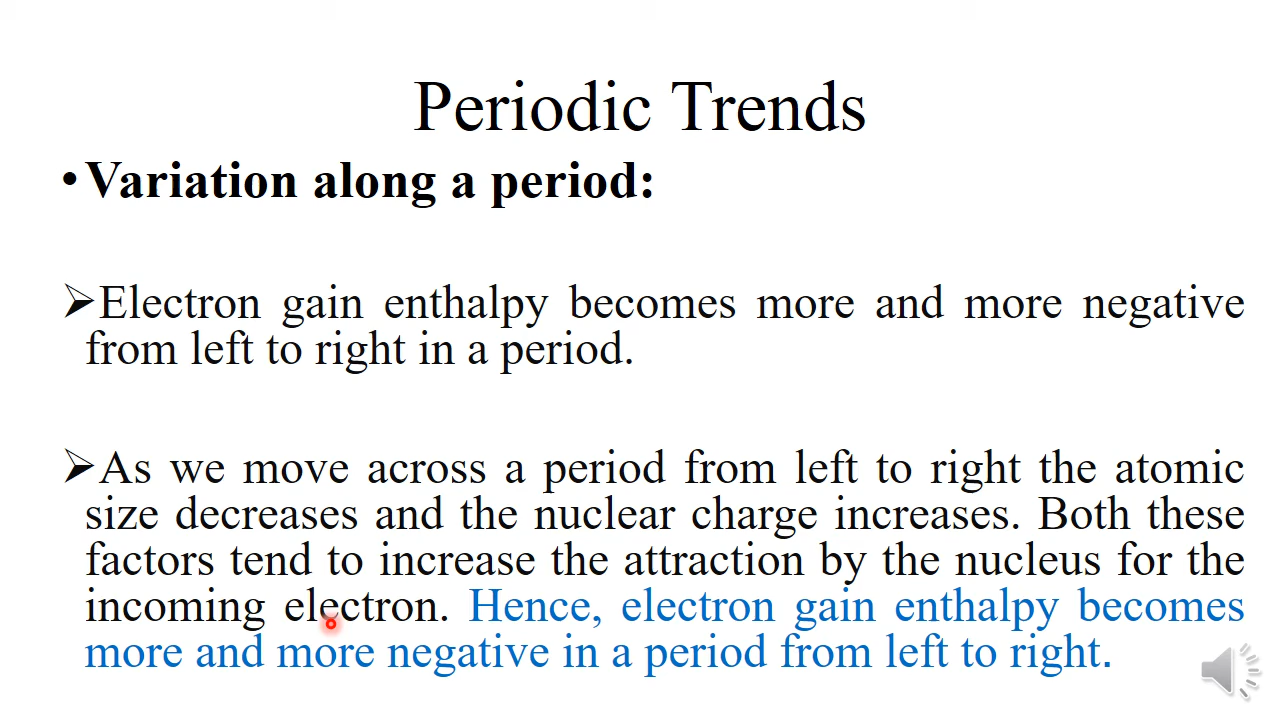 Periodic Trends
• Variation along a period:
➢Electron gain enthalpy becomes more and more negative
from left to right in a period.
➢As we move across a period from left to right the atomic
size decreases and the nuclear charge increases. Both these
factors tend to increase the attraction by the nucleus for the
incoming electron. Hence, electron gain enthalpy becomes
more and more negative in a period from left to right.